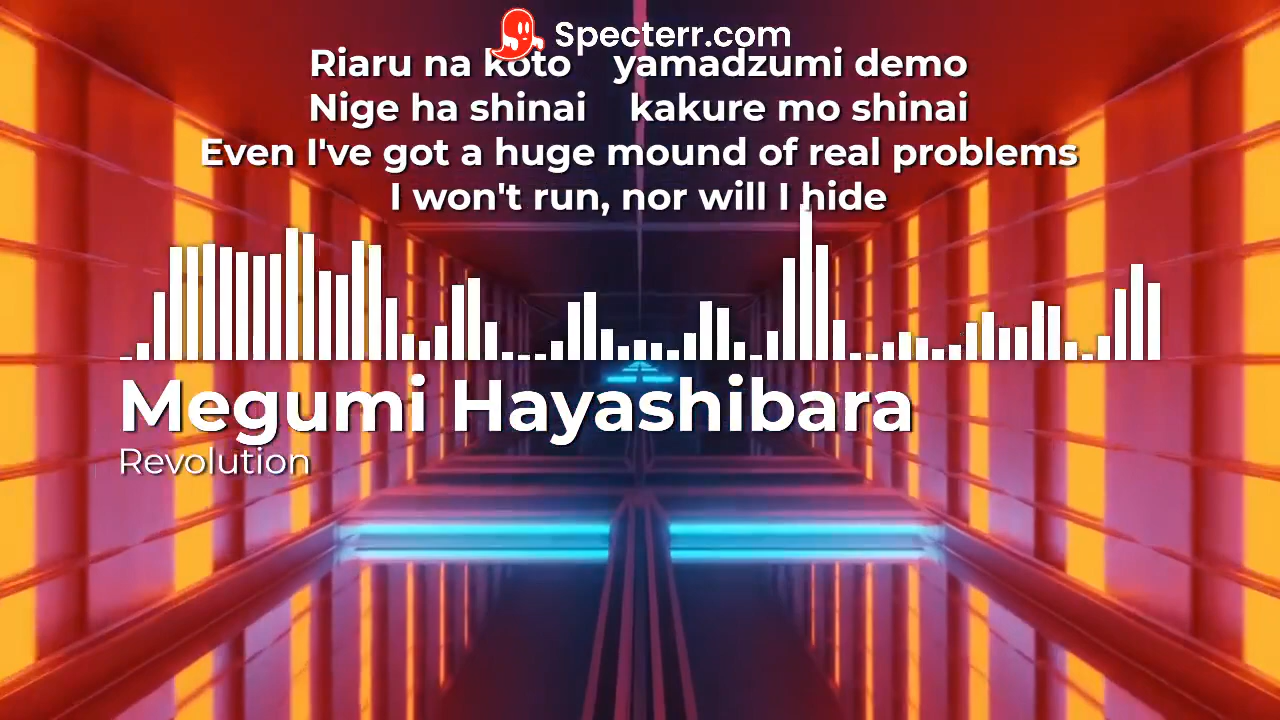 Specterr.com
Riaru na koto yamadzumi demo
Nige ha shinai kakure mo shinai
Even I've got a huge mound of real problems
I won't run, nor will I hide
Megumi Hayashibara
Revolution